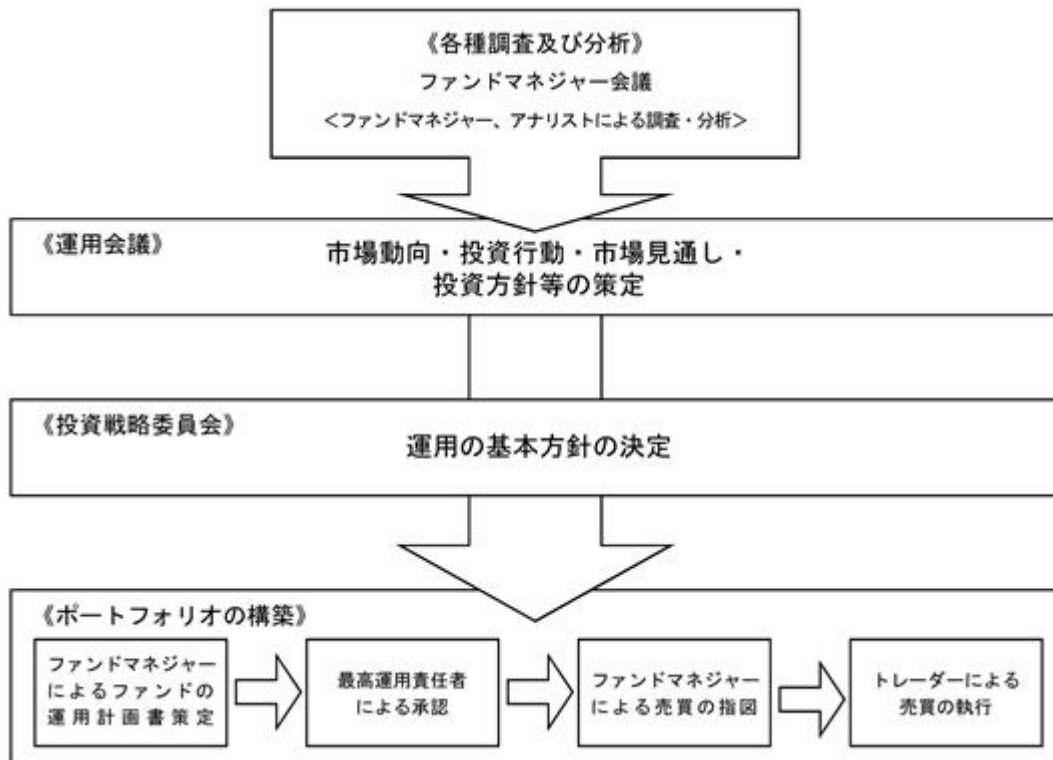 《各種調査及び分析》
ファンドマネジャー会議
＜ファンドマネジャー、アナリストによる調査・分析＞
《運用会議》
市場動向・投資行動・市場見通し・
投資方針等の策定
《投資戦略委員会》
運用の基本方針の決定
《ポートフォリオの構築》
ファンドマネジャー
によるファンドの
運用計画書策定
最高運用責任者
による承認
ファンドマネジャー
による売買の指図
トレーダーによる
売買の執行